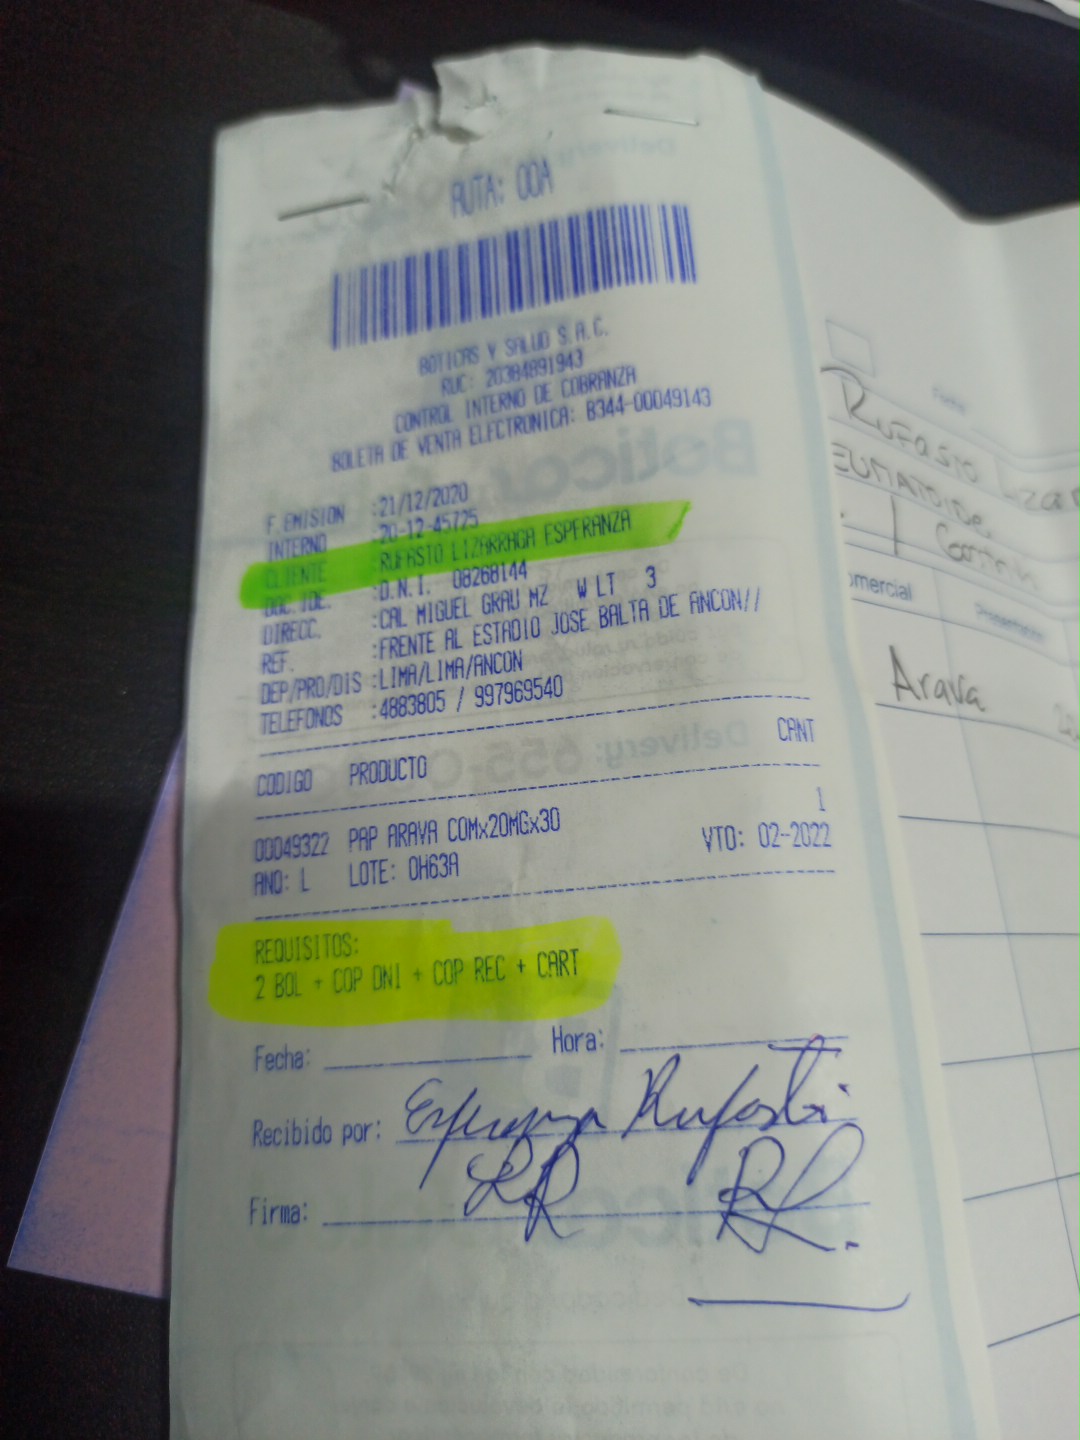 RUTA: 00A
BOTICAS Y SALUD S.A.C.
RUC: 20384891943
CONTROL INTERNO DE COBRANZA
BOLETA DE VENTA ELECTRONICA: B344-00049143
F.EMISION :21/12/2020
INTERNO :20-12-45725
CLIENTE :RUFASTO LIZARRAGA ESPERANZA
DOC.IDE. :D.N.I. 08268144
DIRECC. :CAL MIGUEL GRAU MZ W LT 3
REF. :FRENTE AL ESTADIO JOSE BALTA DE ANCON//
DEP/PRO/DIS :LIMA/LIMA/ANCON
TELEFONOS :4883805 / 997969540
CODIGO PRODUCTO CANT
00049322 PAP ARAVA COMx20MGx30 1
ANO: L LOTE: 0H63A VTO: 02-2022
REQUISITOS:
2 BOL + COP DNI + COP REC + CART
Fecha: Hora:
Recibido por: Esperanza Rufasto
Firma:
Rufasto
EUMATOIDE
omercial
Arava